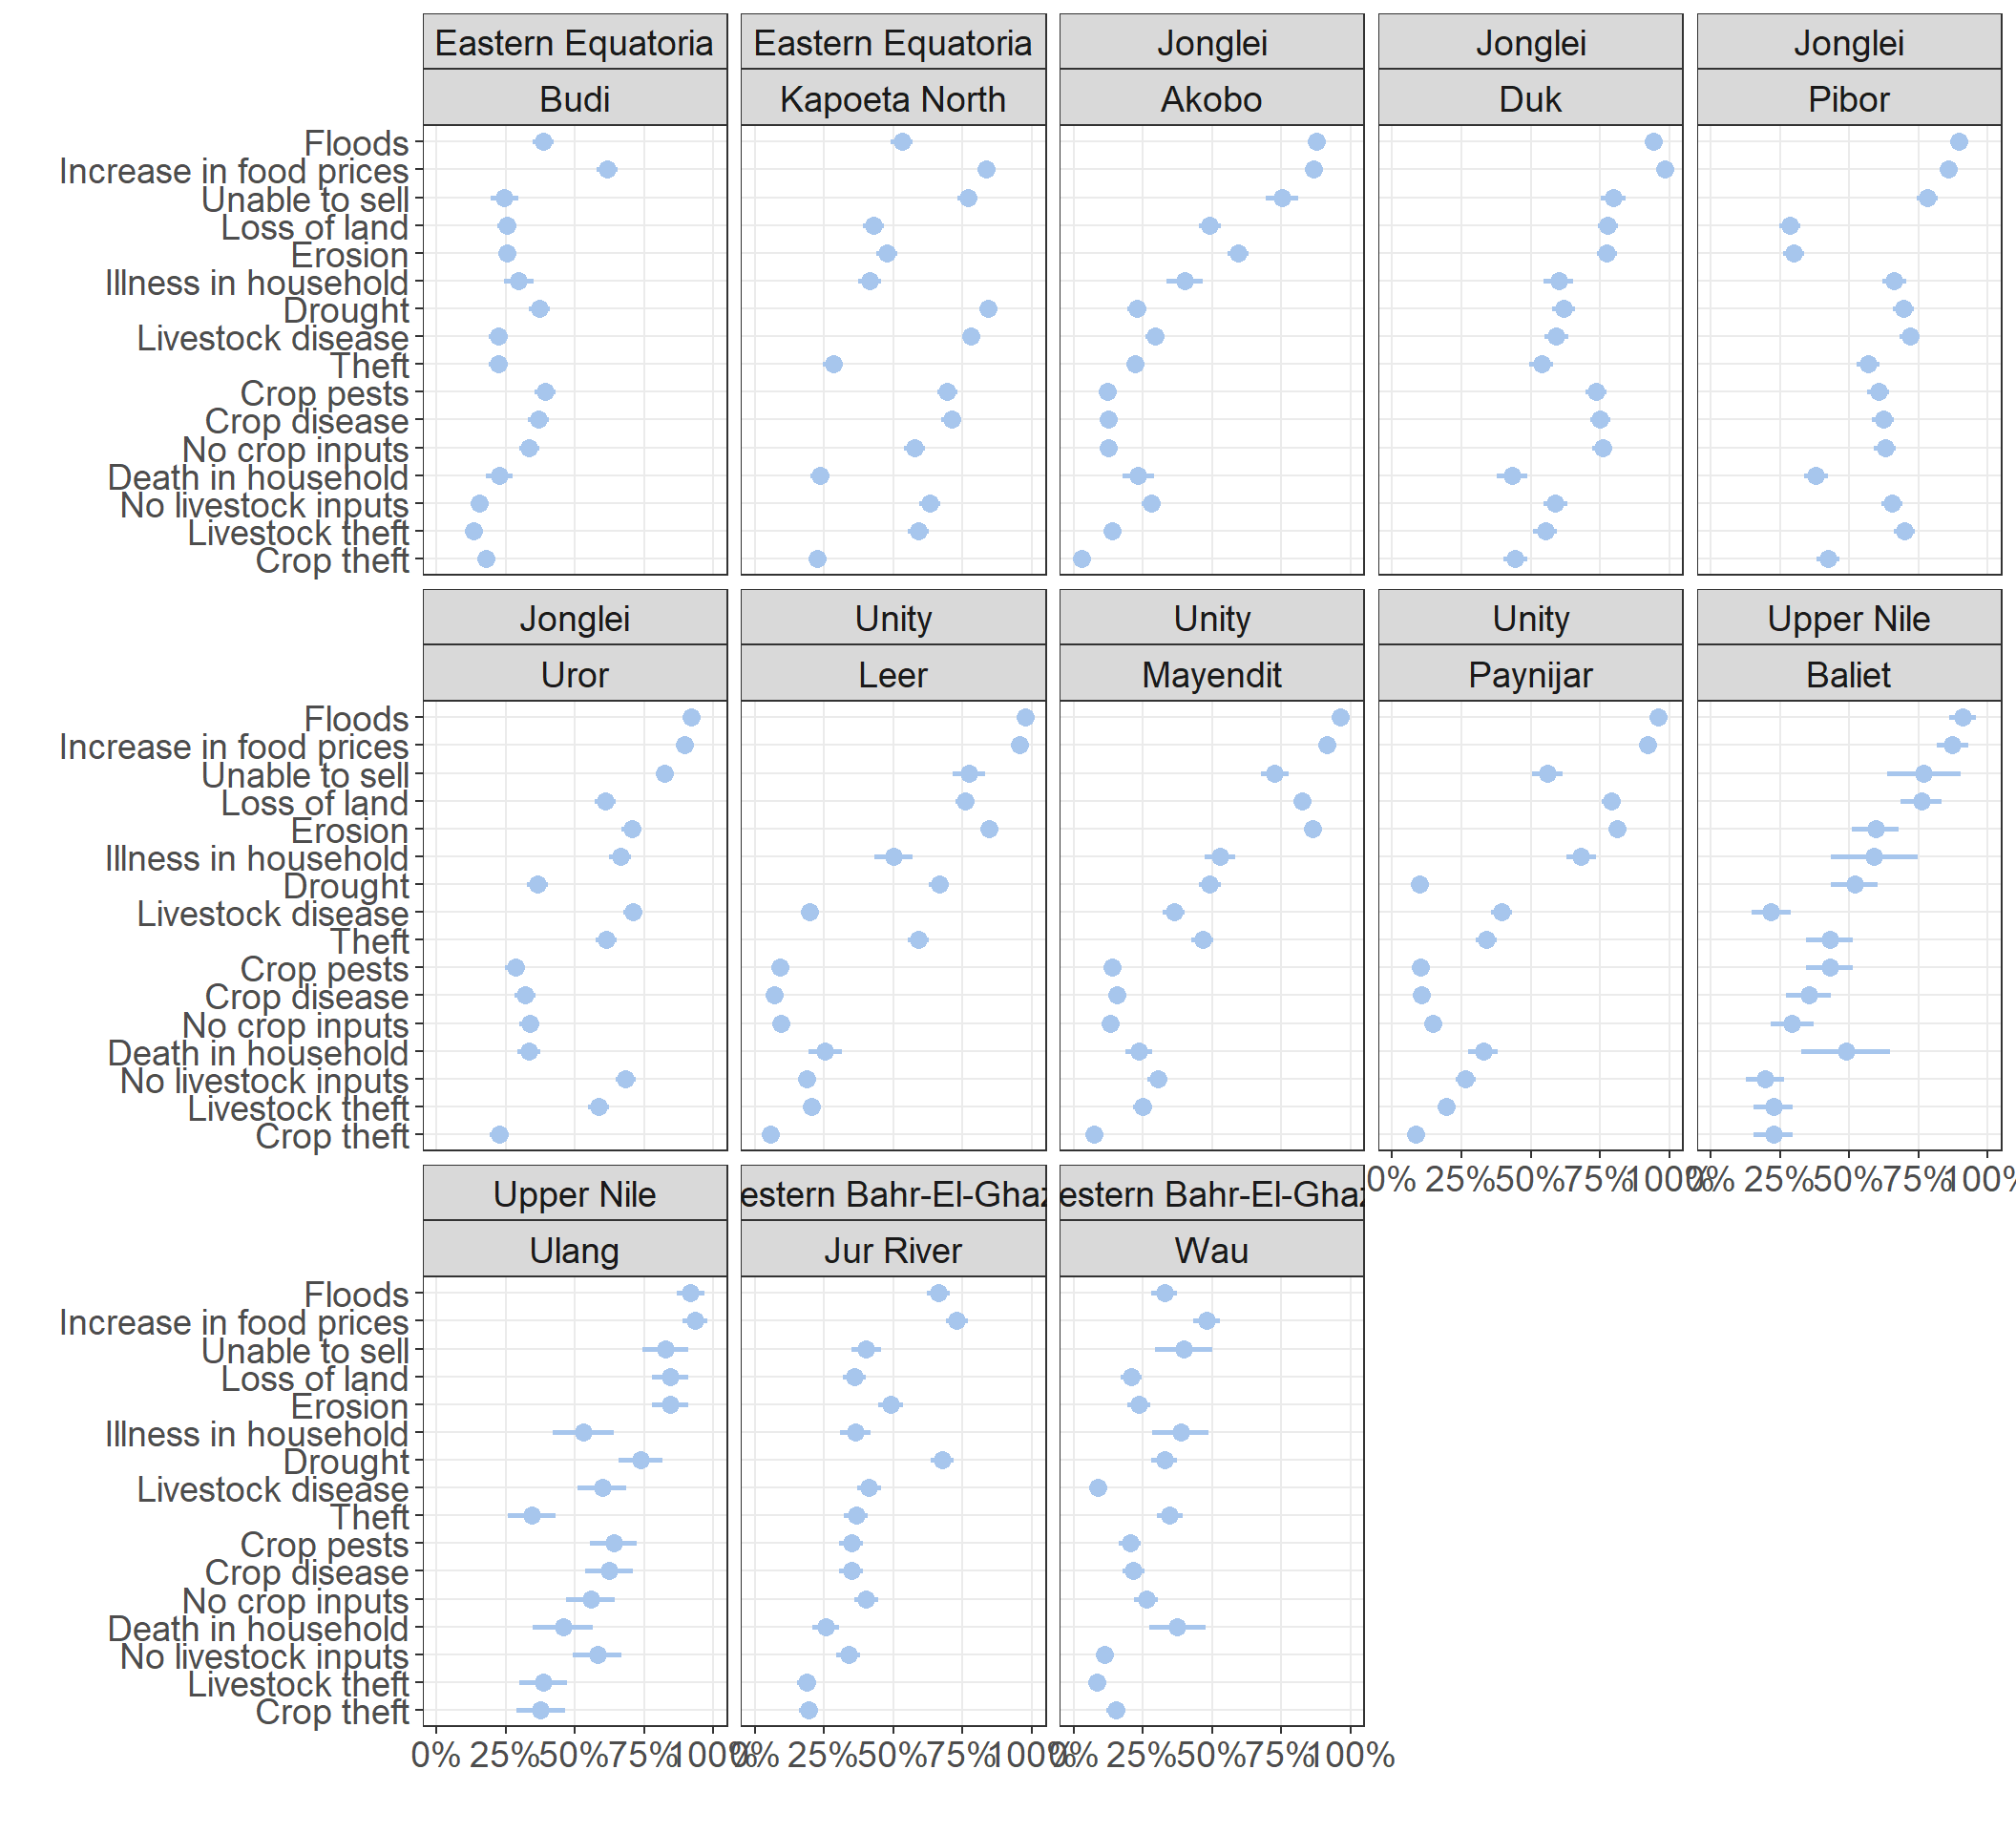 Eastern Equatoria Eastern Equatoria Jonglei Jonglei Jonglei
Budi Kapoeta North Akobo Duk Pibor
Floods
Increase in food prices
Unable to sell
Loss of land
Erosion
Illness in household
Drought
Livestock disease
Theft
Crop pests
Crop disease
No crop inputs
Death in household
No livestock inputs
Livestock theft
Crop theft
Jonglei Unity Unity Unity Upper Nile
Uror Leer Mayendit Paynijar Baliet
Floods
Increase in food prices
Unable to sell
Loss of land
Erosion
Illness in household
Drought
Livestock disease
Theft
Crop pests
Crop disease
No crop inputs
Death in household
No livestock inputs
Livestock theft
Crop theft
0% 25% 50% 75% 100% 0% 25% 50% 75% 100%
Upper Nile estern Bahr-El-Ghaz estern Bahr-El-Ghaz
Ulang Jur River Wau
Floods
Increase in food prices
Unable to sell
Loss of land
Erosion
Illness in household
Drought
Livestock disease
Theft
Crop pests
Crop disease
No crop inputs
Death in household
No livestock inputs
Livestock theft
Crop theft
0% 25% 50% 75% 100% 0% 25% 50% 75% 100% 0% 25% 50% 75% 100%